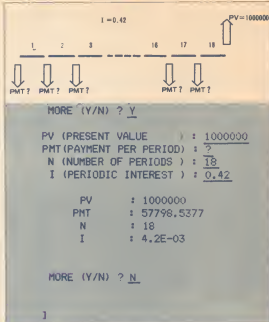 I=0.42
PV=1000000
1 2 3 16 17 18
PMT? PMT? PMT? PMT? PMT?
MORE (Y/N) ? Y
PV (PRESENT VALUE ) : 1000000
PMT(PAYMENT PER PERIOD) : ?
N (NUMBER OF PERIODS ) : 18
I (PERIODIC INTEREST ) : 0.42
PV : 1000000
PMT : 57798.5377
N : 18
I : 4.2E-03
MORE (Y/N) ? N
]